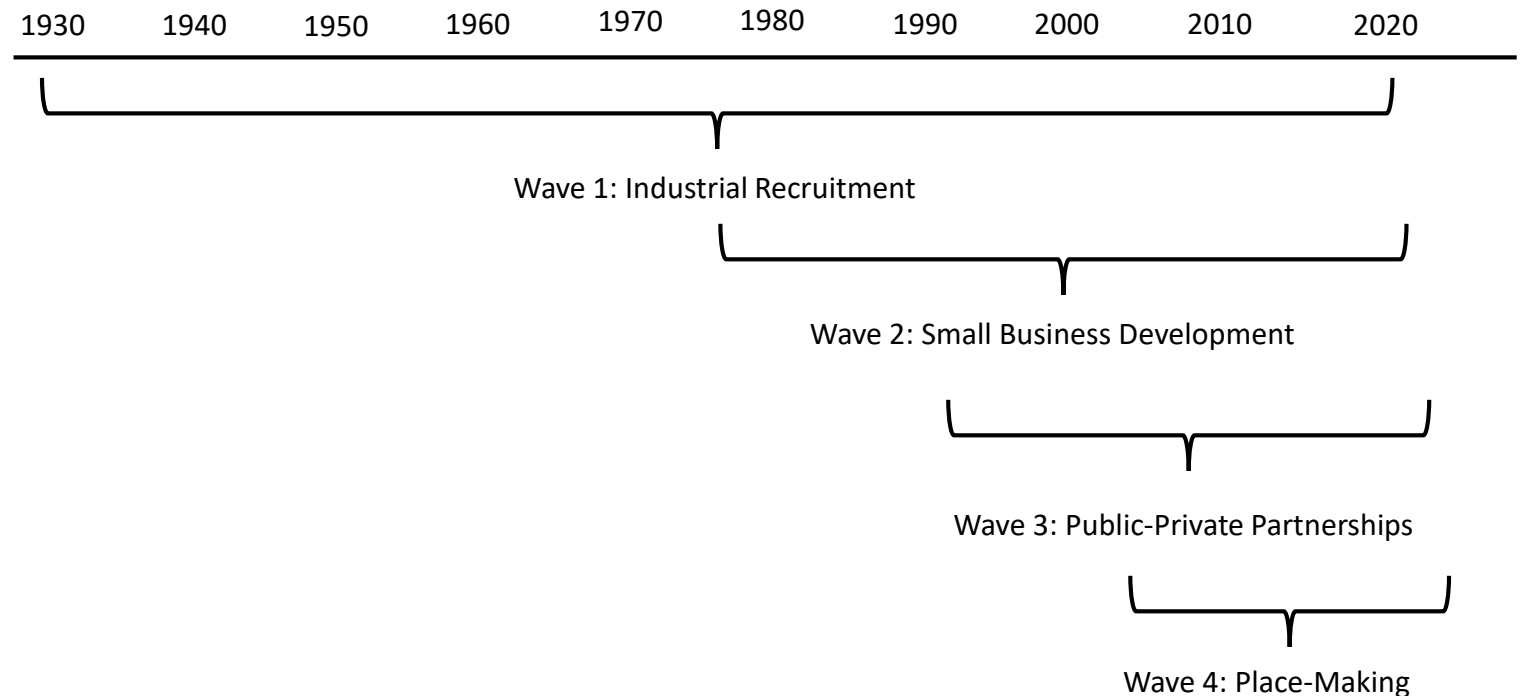 1930 1940 1950 1960 1970 1980 1990 2000 2010 2020
Wave 1: Industrial Recruitment
Wave 2: Small Business Development
Wave 3: Public-Private Partnerships
Wave 4: Place-Making